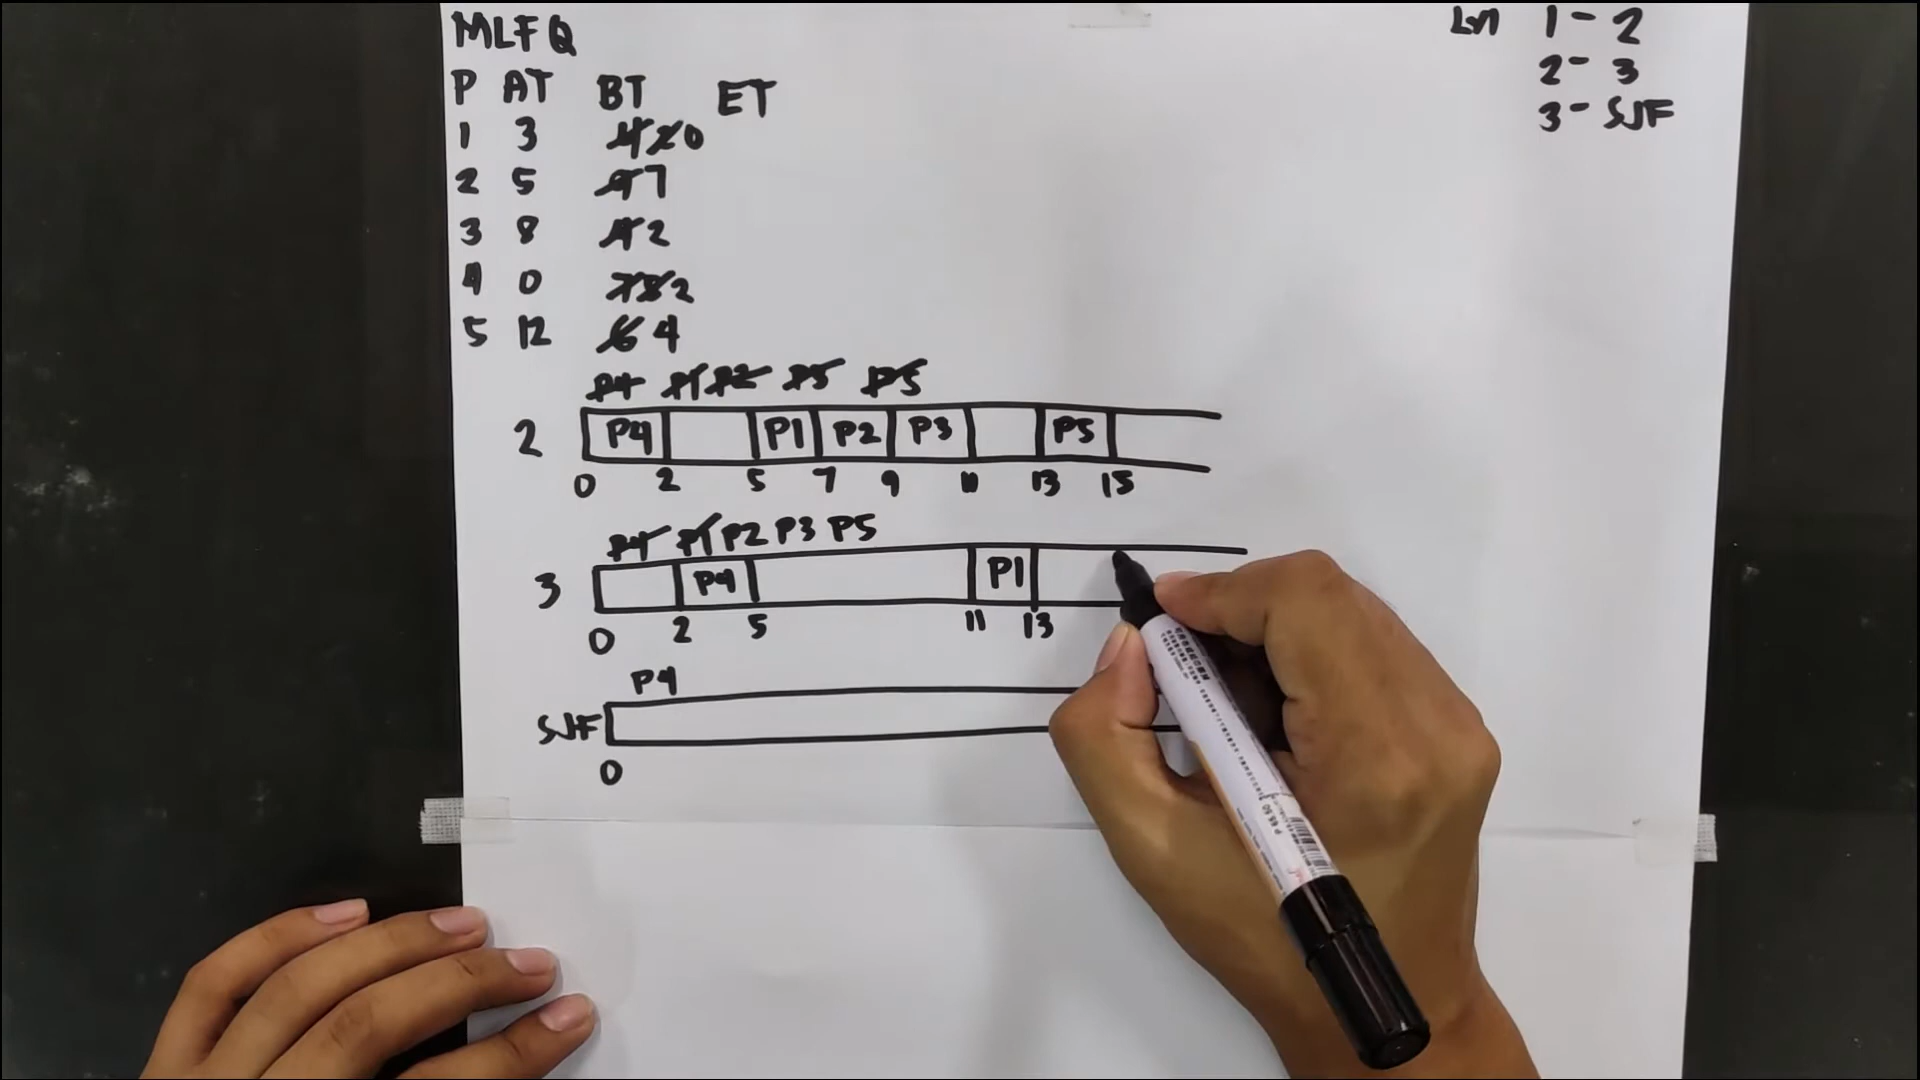 MLFQ
Lvl 1 - 2
2 - 3
3 - SJF
P AT BT ET
1 3 4 2 0
2 5 9 7
3 8 4 2
4 0 7 5 2
5 12 6 4
P4 P1 P2 P3 P5
2 P4 P1 P2 P3 P5
0 2 5 7 9 11 13 15
P4 P1 P2 P3 P5
3 P4 P1
0 2 5 11 13
P4
SJF
0